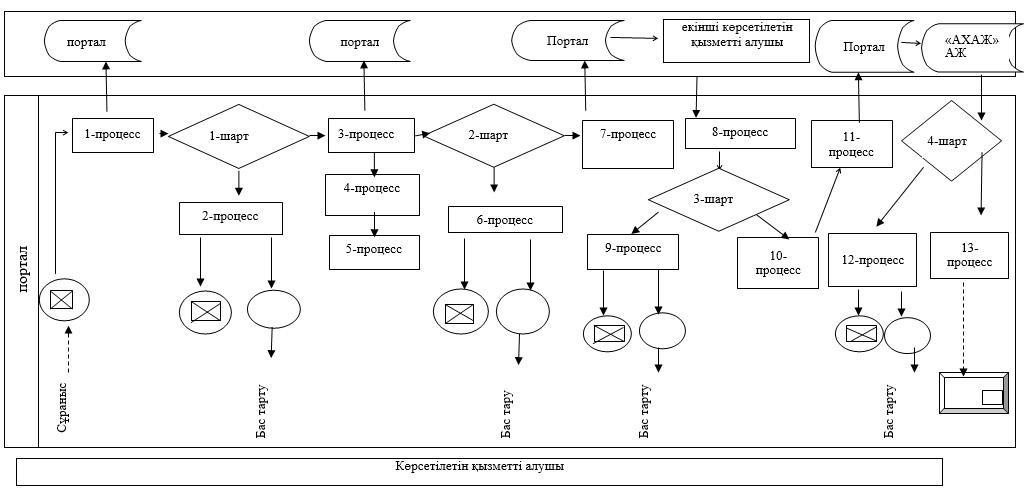 портал
портал
Портал
екінші көрсетілетін
қызметті алушы
Портал
«АХАЖ»
АЖ
1-процесс
1-шарт
3-процесс
2-шарт
7-процесс
8-процесс
11-
процесс
4-шарт
4-процесс
3-шарт
2-процесс
6-процесс
5-процесс
9-процесс
10-
процесс
12-процесс
13-
процесс
портал
Сұраныс
Бас тарту
Бас тарту
Бас тарту
Бас тарту
Көрсетілетін қызметті алушы